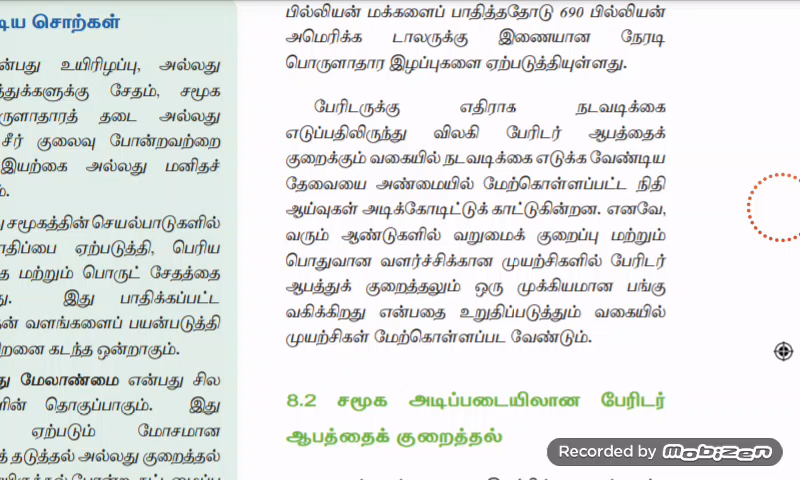 டிய சொற்கள்
ன்பது உயிரிழப்பு, அல்லது
த்துக்களுக்கு சேதம், சமூக
ருளாதாரத் தடை அல்லது
சீர் குலைவு போன்றவற்றை
இயற்கை அல்லது மனிதச்
ம்.
சமூகத்தின் செயல்பாடுகளில்
ாதிப்பை ஏற்படுத்தி, பெரிய
த மற்றும் பொருட் சேதத்தை
து. இது பாதிக்கப்பட்ட
தன் வளங்களைப் பயன்படுத்தி
றனை கடந்த ஒன்றாகும்.
து மேலாண்மை என்பது சில
ளின் தொகுப்பாகும். இது
ஏற்படும் மோசமான
த் தடுத்தல் அல்லது குறைத்தல்
பில்லியன் மக்களைப் பாதித்ததோடு 690 பில்லியன்
அமெரிக்க டாலருக்கு இணையான நேரடி
பொருளாதார இழப்புகளை ஏற்படுத்தியுள்ளது.
பேரிடருக்கு எதிராக நடவடிக்கை
எடுப்பதிலிருந்து விலகி பேரிடர் ஆபத்தைக்
குறைக்கும் வகையில் நடவடிக்கை எடுக்க வேண்டிய
தேவையை அண்மையில் மேற்கொள்ளப்பட்ட நிதி
ஆய்வுகள் அடிக்கோடிட்டுக் காட்டுகின்றன. எனவே,
வரும் ஆண்டுகளில் வறுமைக் குறைப்பு மற்றும்
பொதுவான வளர்ச்சிக்கான முயற்சிகளில் பேரிடர்
ஆபத்துக் குறைத்தலும் ஒரு முக்கியமான பங்கு
வகிக்கிறது என்பதை உறுதிப்படுத்தும் வகையில்
முயற்சிகள் மேற்கொள்ளப்பட வேண்டும்.
8.2 சமூக அடிப்படையிலான பேரிடர்
ஆபத்தைக் குறைத்தல்
Recorded by mobizen